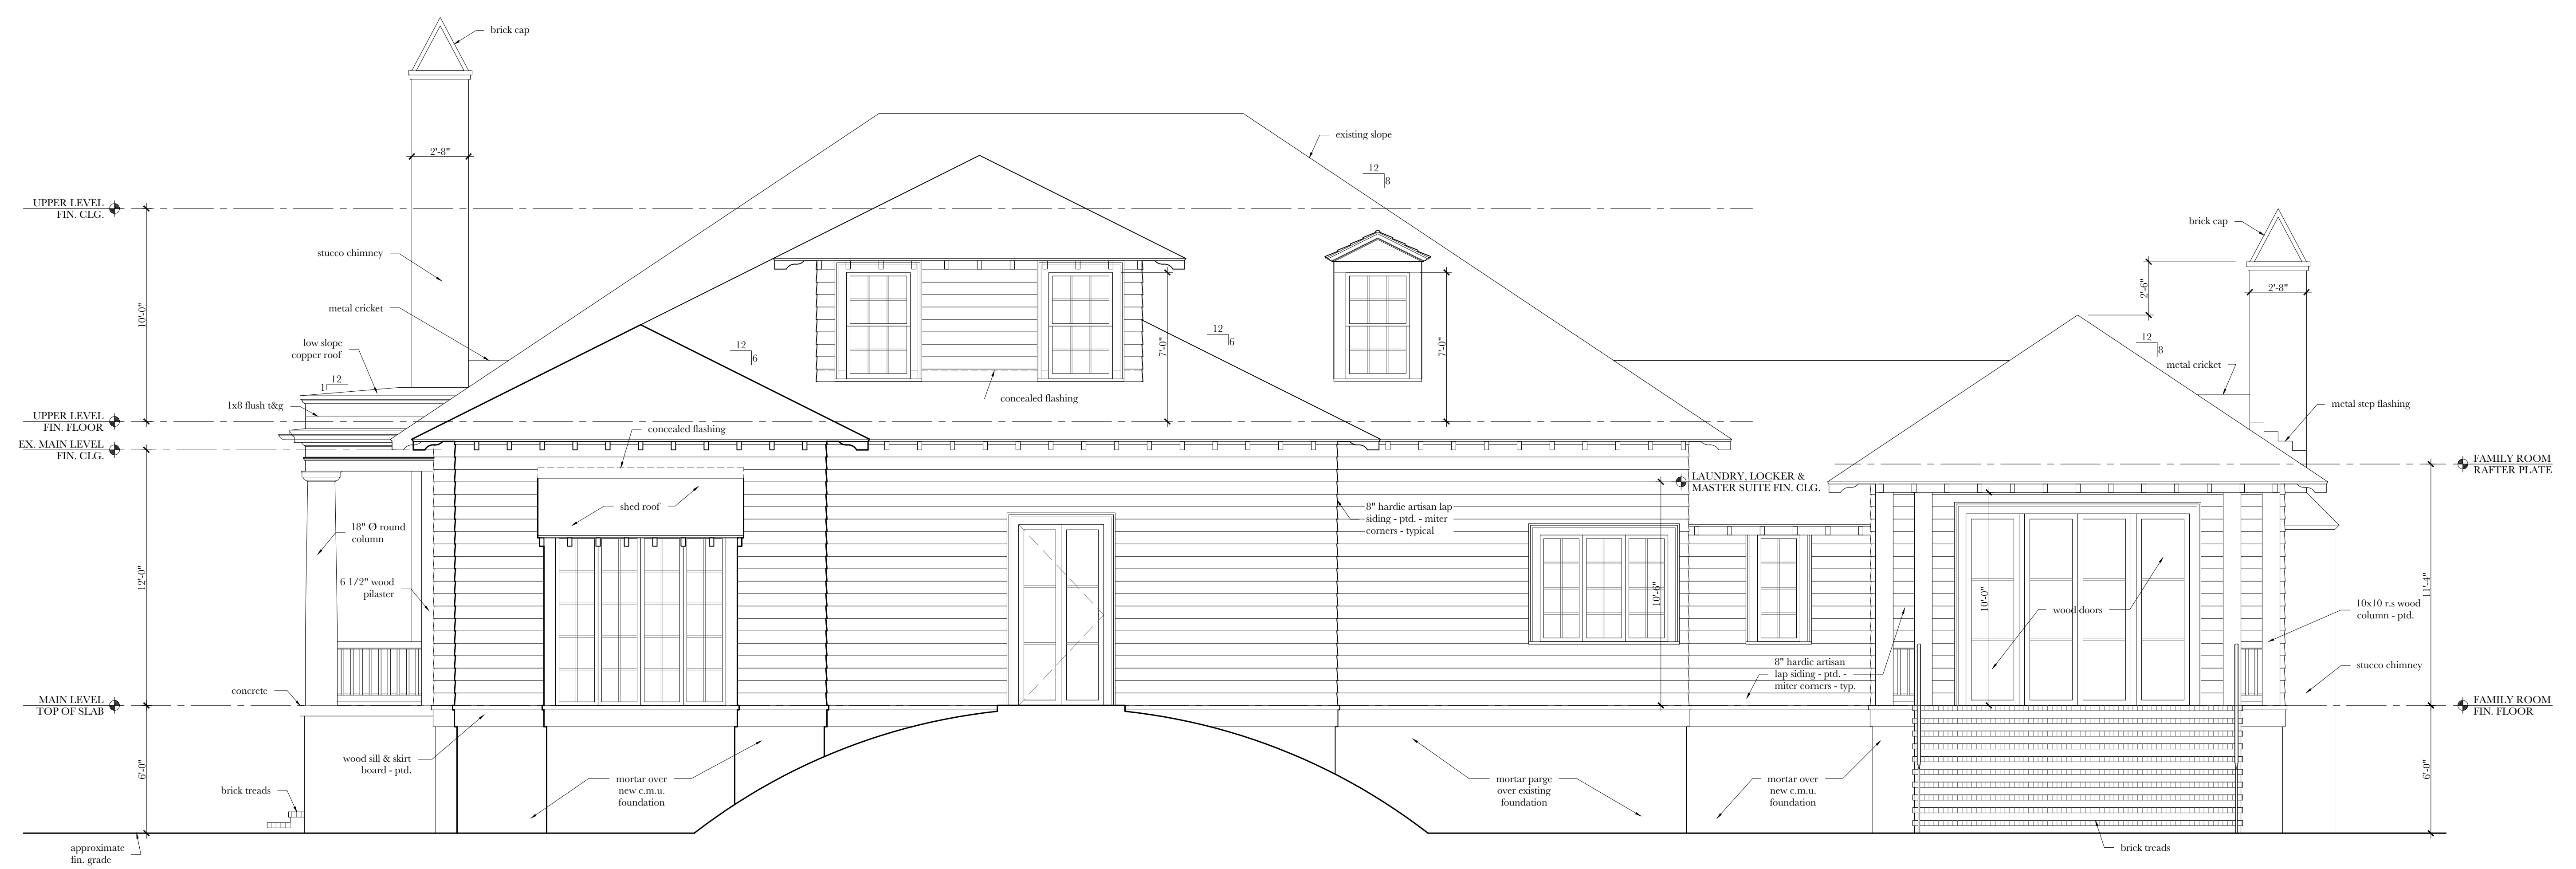 brick cap
2'-8"
existing slope
12
8
UPPER LEVEL
FIN. CLG.
brick cap
stucco chimney
2'-6"
2'-8"
metal cricket
10'-0"
12
6
12
6
7'-0"
7'-0"
12
8
low slope
copper roof
metal cricket
1
12
concealed flashing
1x8 flush t&g
metal step flashing
UPPER LEVEL
FIN. FLOOR
concealed flashing
EX. MAIN LEVEL
FIN. CLG.
FAMILY ROOM
RAFTER PLATE
LAUNDRY, LOCKER &
MASTER SUITE FIN. CLG.
shed roof
8" hardie artisan lap
siding - ptd. - miter
corners - typical
18" Ø round
column
12'-0"
6 1/2" wood
pilaster
10'-6"
10'-0"
wood doors
11'-4"
10x10 r.s wood
column - ptd.
8" hardie artisan
lap siding - ptd. -
miter corners - typ.
stucco chimney
concrete
MAIN LEVEL
TOP OF SLAB
FAMILY ROOM
FIN. FLOOR
wood sill & skirt
board - ptd.
6'-0"
mortar over
new c.m.u.
foundation
mortar parge
over existing
foundation
mortar over
new c.m.u.
foundation
6'-0"
brick treads
approximate
fin. grade
brick treads